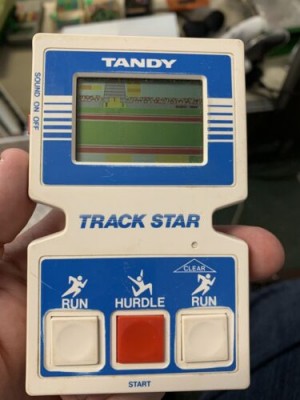 TANDY
SOUND ON OFF
TRACK STAR
CLEAR
RUN HURDLE RUN
START